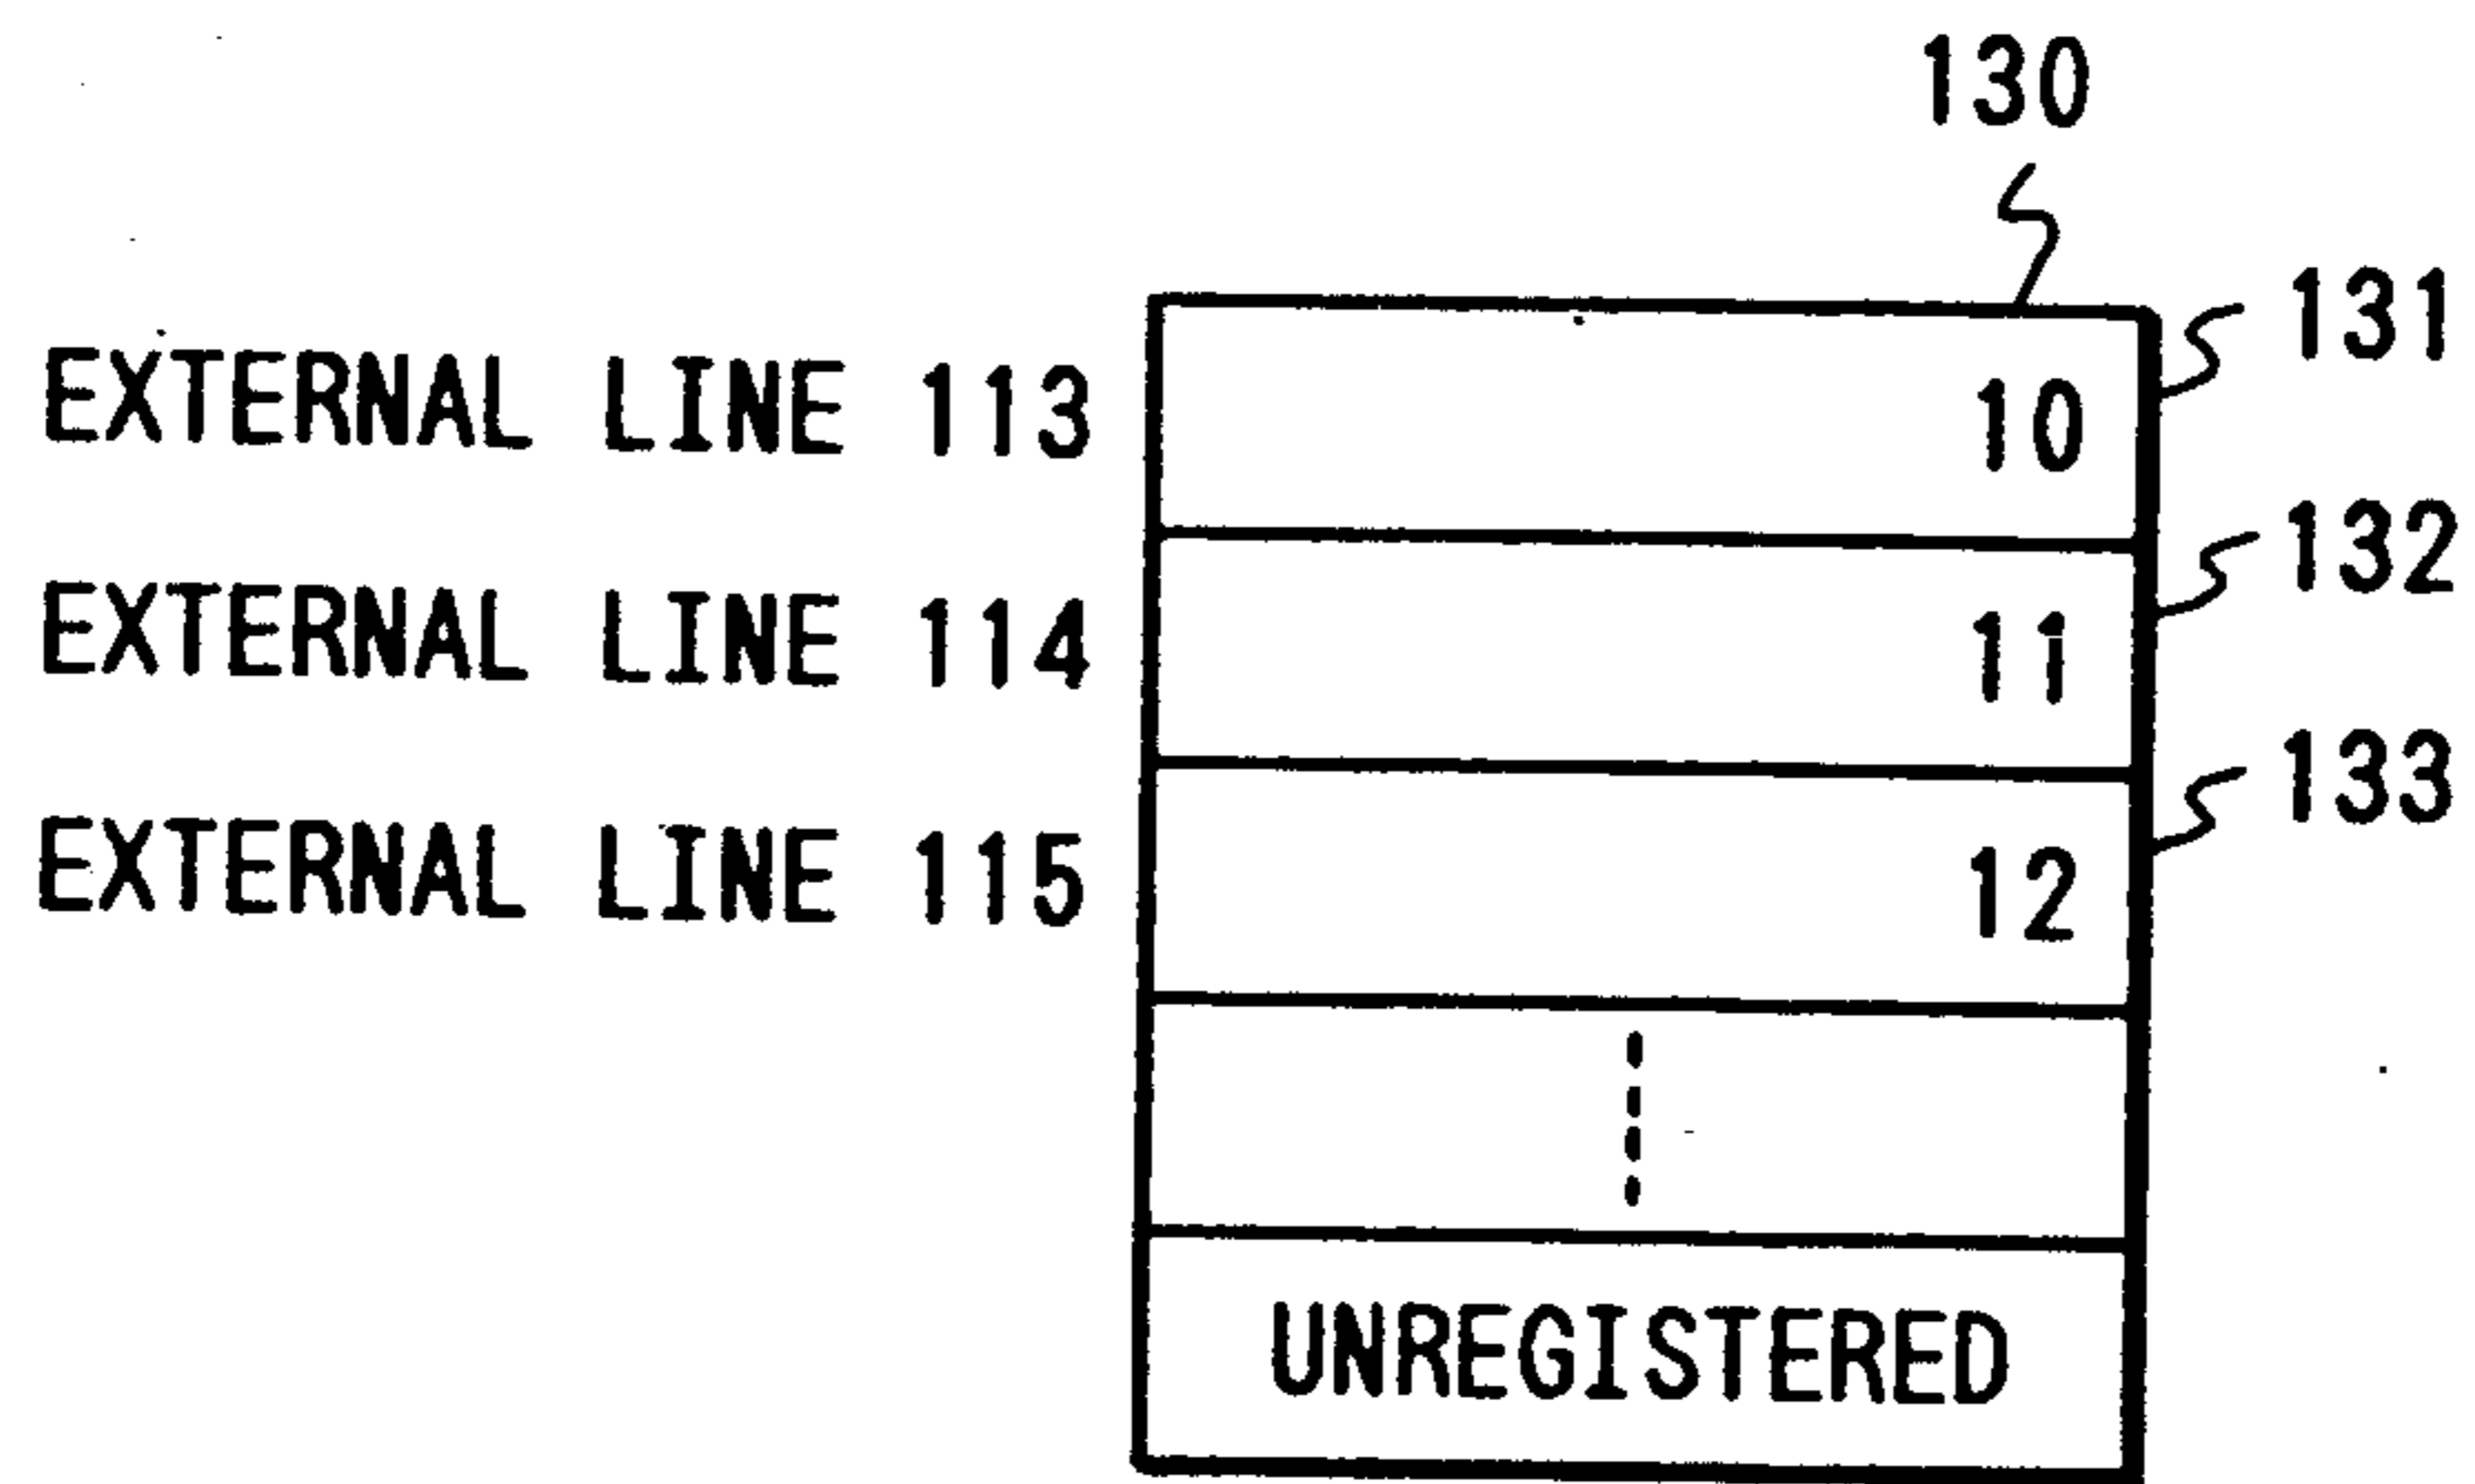 130
131
EXTERNAL LINE 113 10
132
EXTERNAL LINE 114 11
133
EXTERNAL LINE 115 12
UNREGISTERED